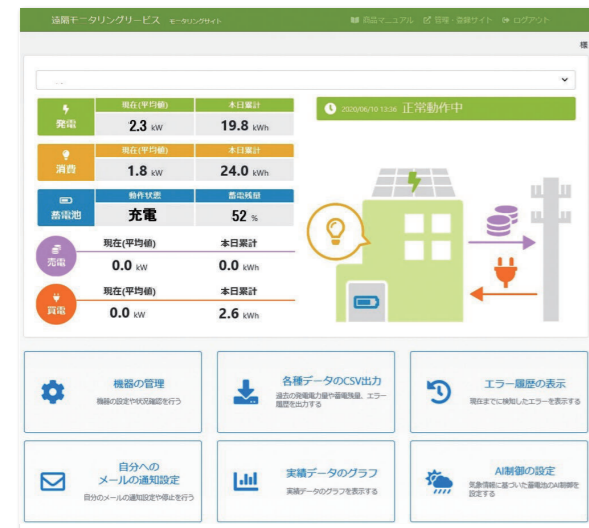 遠隔モニタリングサービス モニタリングサイト 商品マニュアル 管理・登録サイト ログアウト
様
発電 現在(平均値) 2.3 kW 本日累計 19.8 kWh
2020/06/10 13:36 正常動作中
消費 現在(平均値) 1.8 kW 本日累計 24.0 kWh
蓄電池 動作状態 充電 蓄電残量 52 %
売電 現在(平均値) 0.0 kW 本日累計 0.0 kWh
買電 現在(平均値) 0.0 kW 本日累計 2.6 kWh
機器の管理
機器の設定や状況確認を行う
各種データのCSV出力
過去の発電電力量や蓄電残量、エラー
履歴を出力する
エラー履歴の表示
現在までに検知したエラーを表示する
自分への
メールの通知設定
自分のメールの通知設定や停止を行う
実績データのグラフ
実績データのグラフを表示する
AI制御の設定
気象情報に基づいた蓄電池のAI制御を
設定する